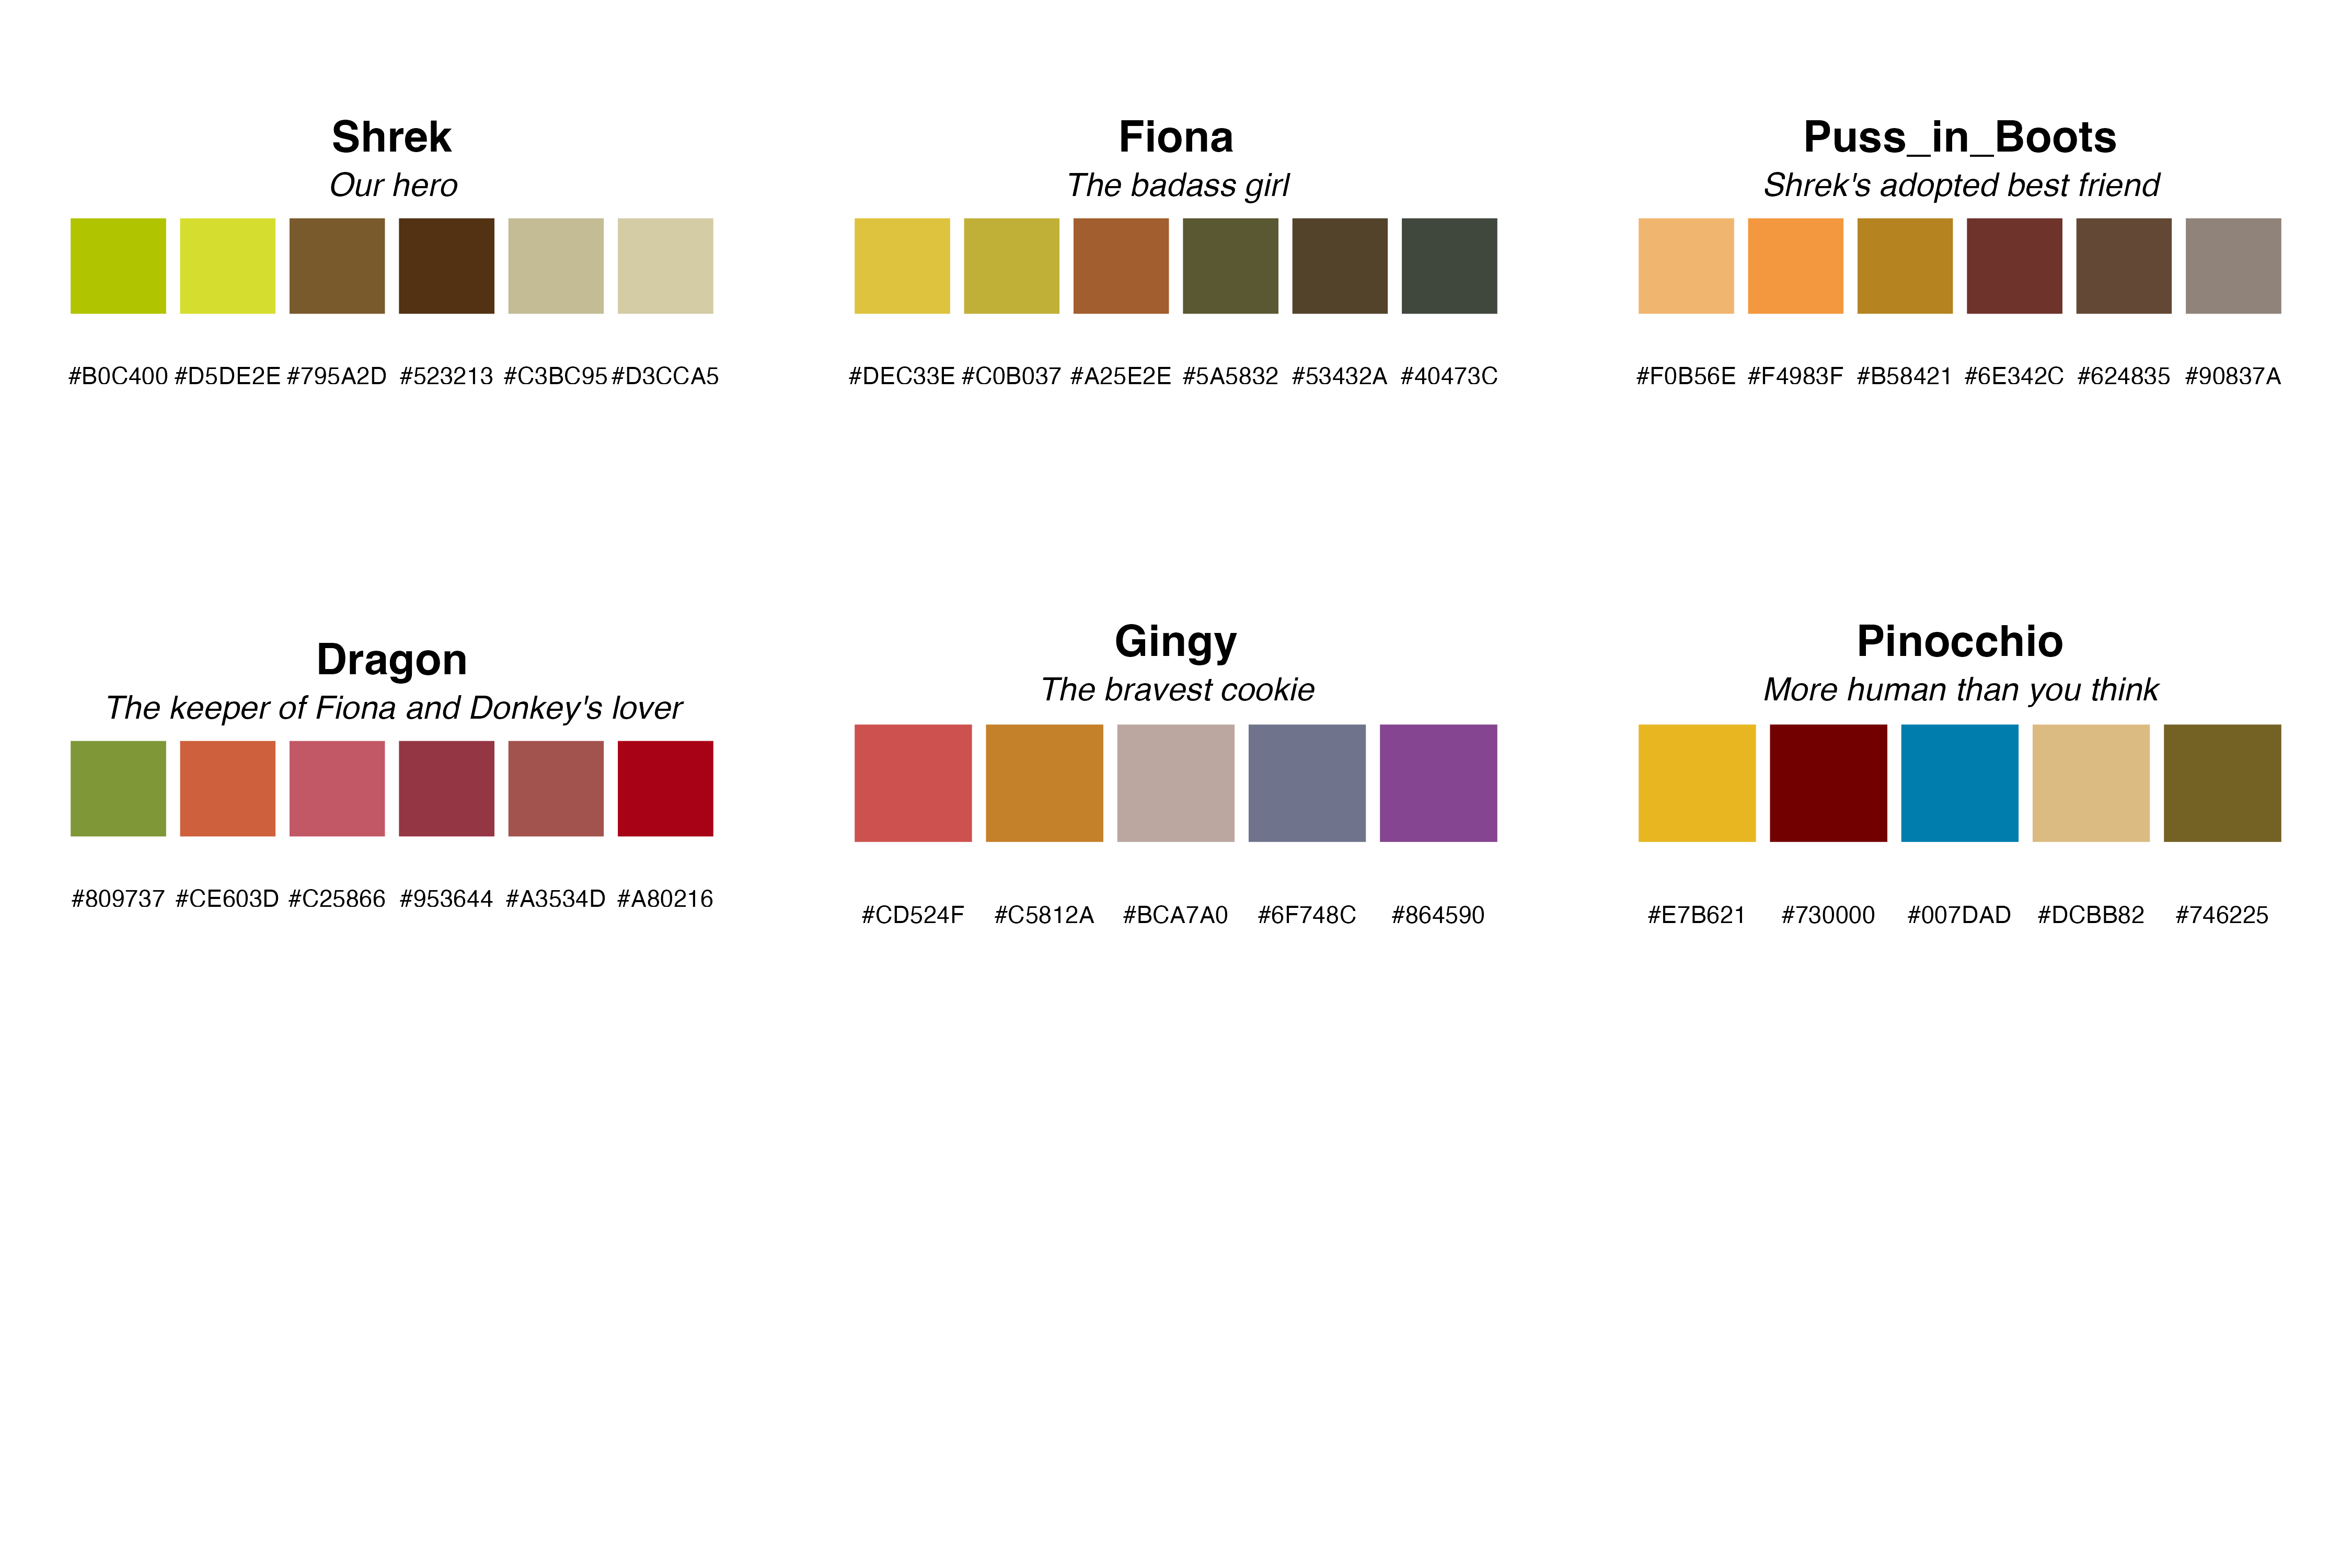 Shrek
Our hero
#B0C400 #D5DE2E #795A2D #523213 #C3BC95 #D3CCA5
Fiona
The badass girl
#DEC33E #C0B037 #A25E2E #5A5832 #53432A #40473C
Puss_in_Boots
Shrek's adopted best friend
#F0B56E #F4983F #B58421 #6E342C #624835 #90837A
Dragon
The keeper of Fiona and Donkey's lover
#809737 #CE603D #C25866 #953644 #A3534D #A80216
Gingy
The bravest cookie
#CD524F #C5812A #BCA7A0 #6F748C #864590
Pinocchio
More human than you think
#E7B621 #730000 #007DAD #DCBB82 #746225